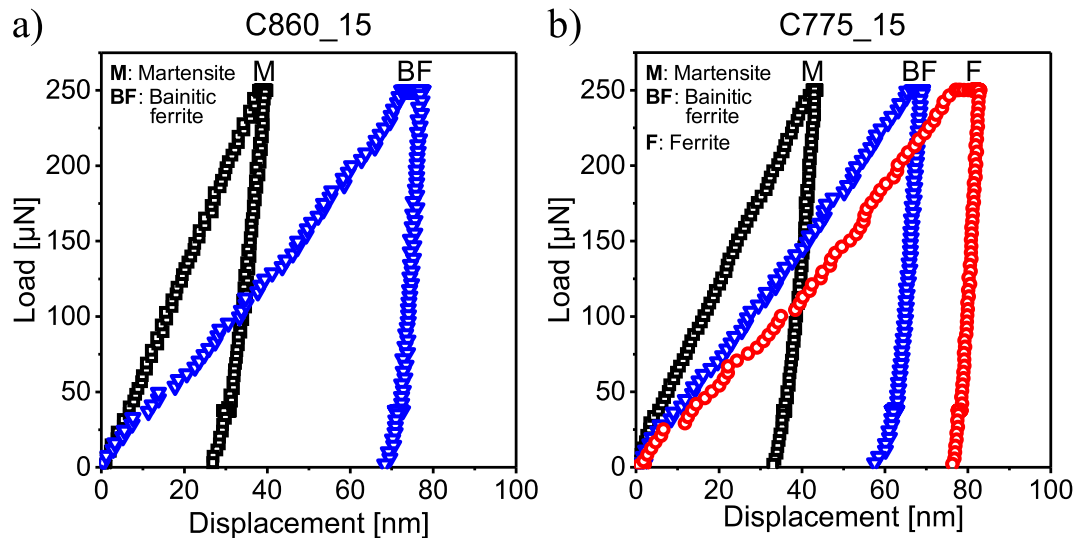 a)
C860_15
M: Martensite
BF: Bainitic
ferrite
M
BF
250
200
150
100
50
0
0 20 40 60 80 100
Load [µN]
Displacement [nm]
b)
C775_15
M: Martensite
BF: Bainitic
ferrite
F: Ferrite
M
BF
F
250
200
150
100
50
0
0 20 40 60 80 100
Load [µN]
Displacement [nm]